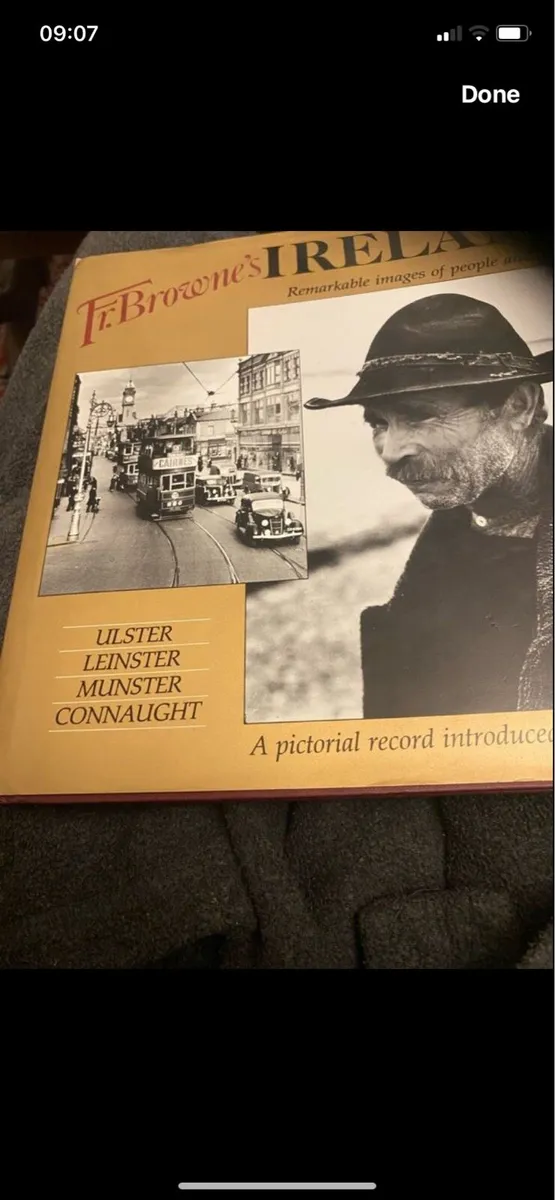 09:07
Done
Fr. Browne's IRELA
Remarkable images of people
CAIRNES
ULSTER
LEINSTER
MUNSTER
CONNAUGHT
A pictorial record introduced